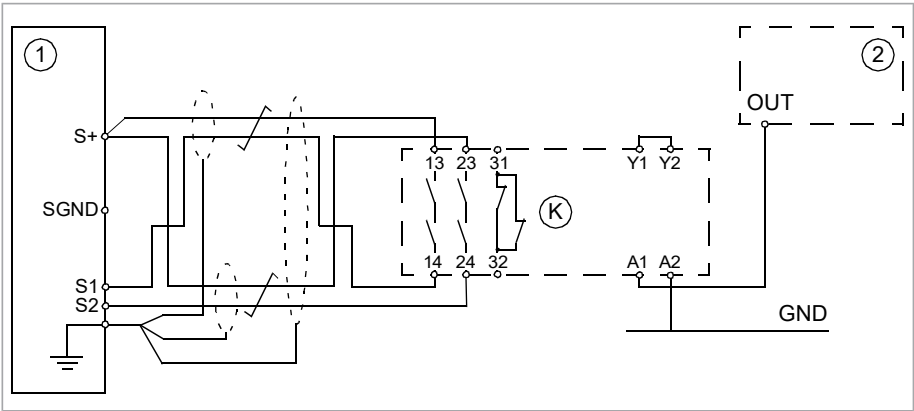 1
2
OUT
S+
13 23 31
Y1 Y2
SGND
K
14 24 32
A1 A2
S1
S2
GND